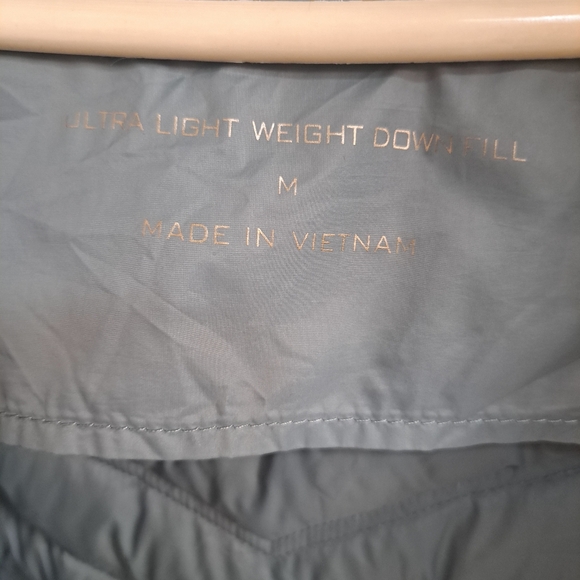 ULTRA LIGHT WEIGHT DOWN FILL
M
MADE IN VIETNAM